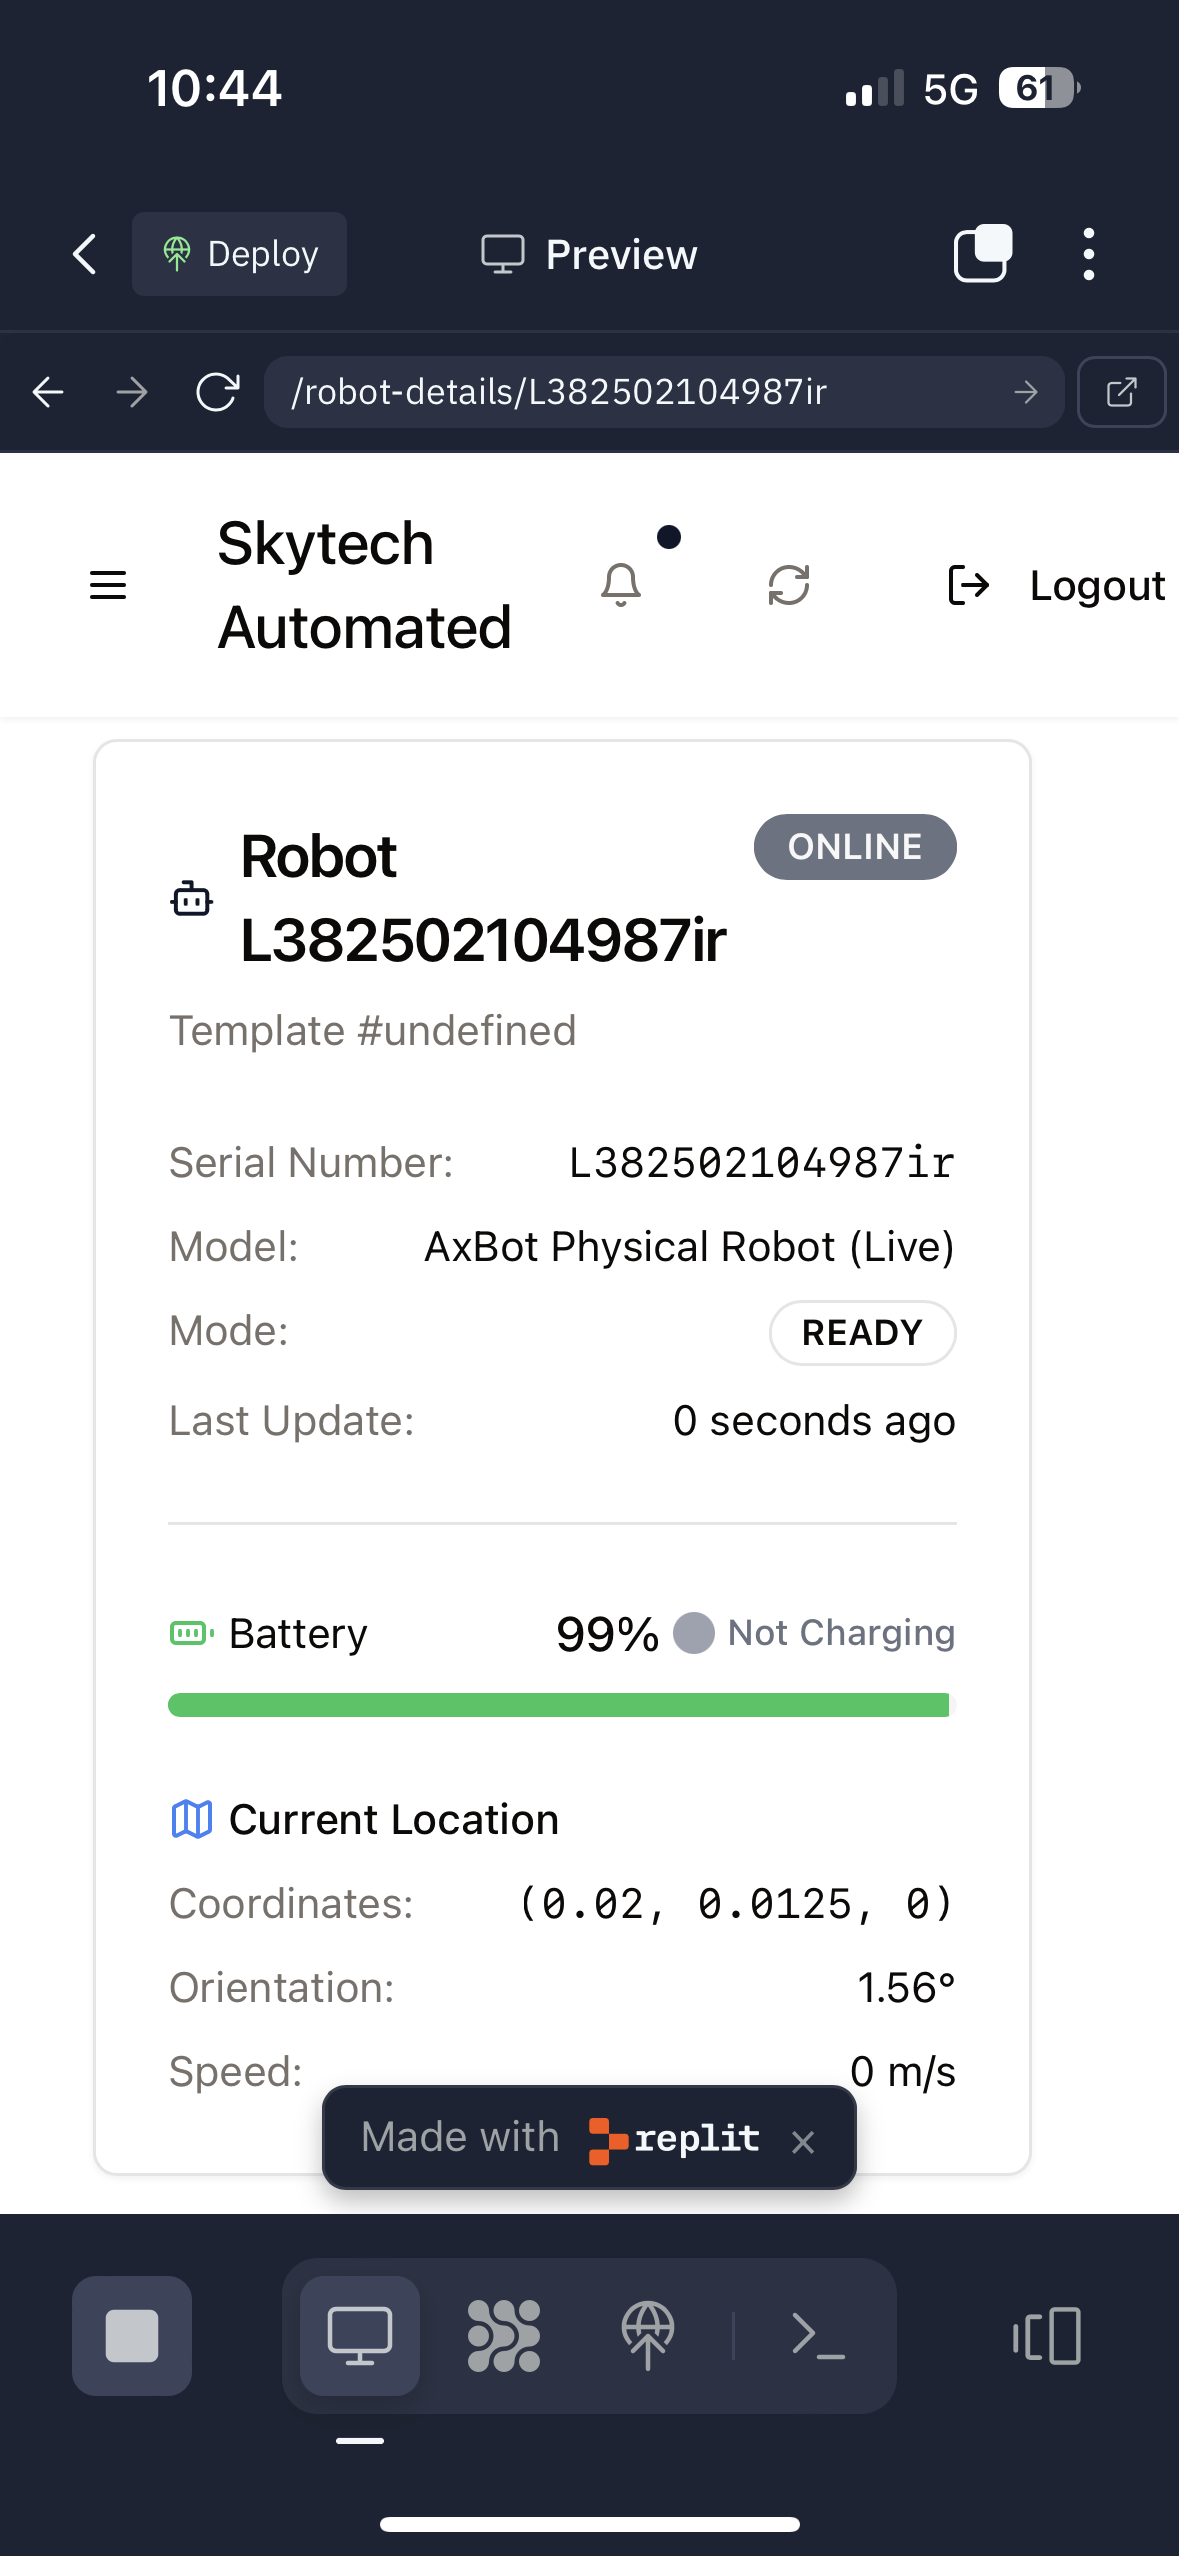 10:44
5G
61
Deploy
Preview
/robot-details/L382502104987ir
Skytech
Automated
Logout
Robot
L382502104987ir
ONLINE
Template #undefined
Serial Number: L382502104987ir
Model: AxBot Physical Robot (Live)
Mode: READY
Last Update: 0 seconds ago
Battery 99% Not Charging
Current Location
Coordinates: (0.02, 0.0125, 0)
Orientation: 1.56°
Speed: 0 m/s
Made with replit ×